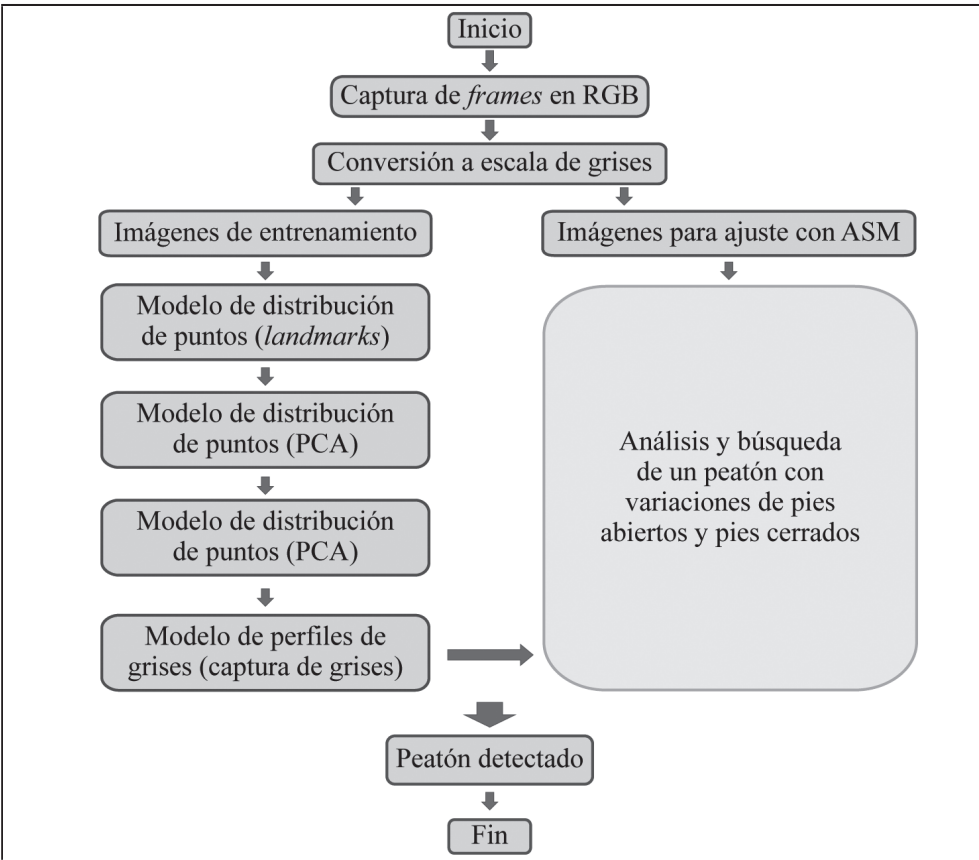 Inicio
Captura de frames en RGB
Conversión a escala de grises
Imágenes de entrenamiento
Modelo de distribución
de puntos (landmarks)
Modelo de distribución
de puntos (PCA)
Modelo de distribución
de puntos (PCA)
Modelo de perfiles de
grises (captura de grises)
Imágenes para ajuste con ASM
Análisis y búsqueda
de un peatón con
variaciones de pies
abiertos y pies cerrados
Peatón detectado
Fin